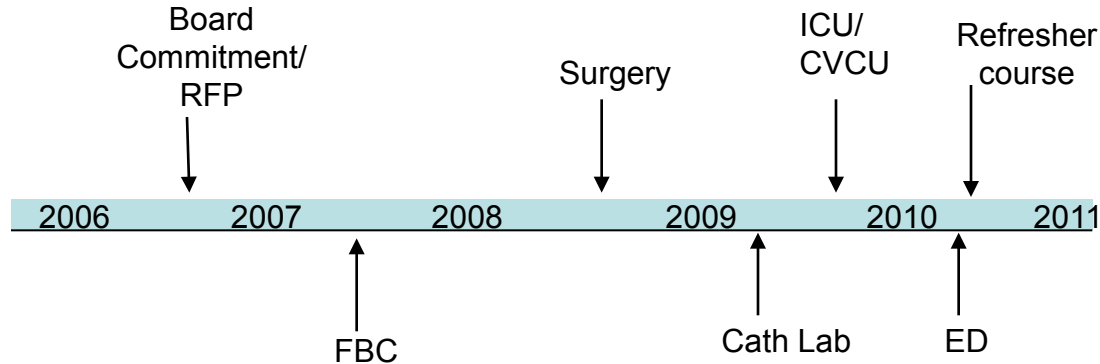 Board
Commitment/
RFP
Surgery
ICU/
CVCU
Refresher
course
2006 2007 2008 2009 2010 2011
FBC
Cath Lab
ED